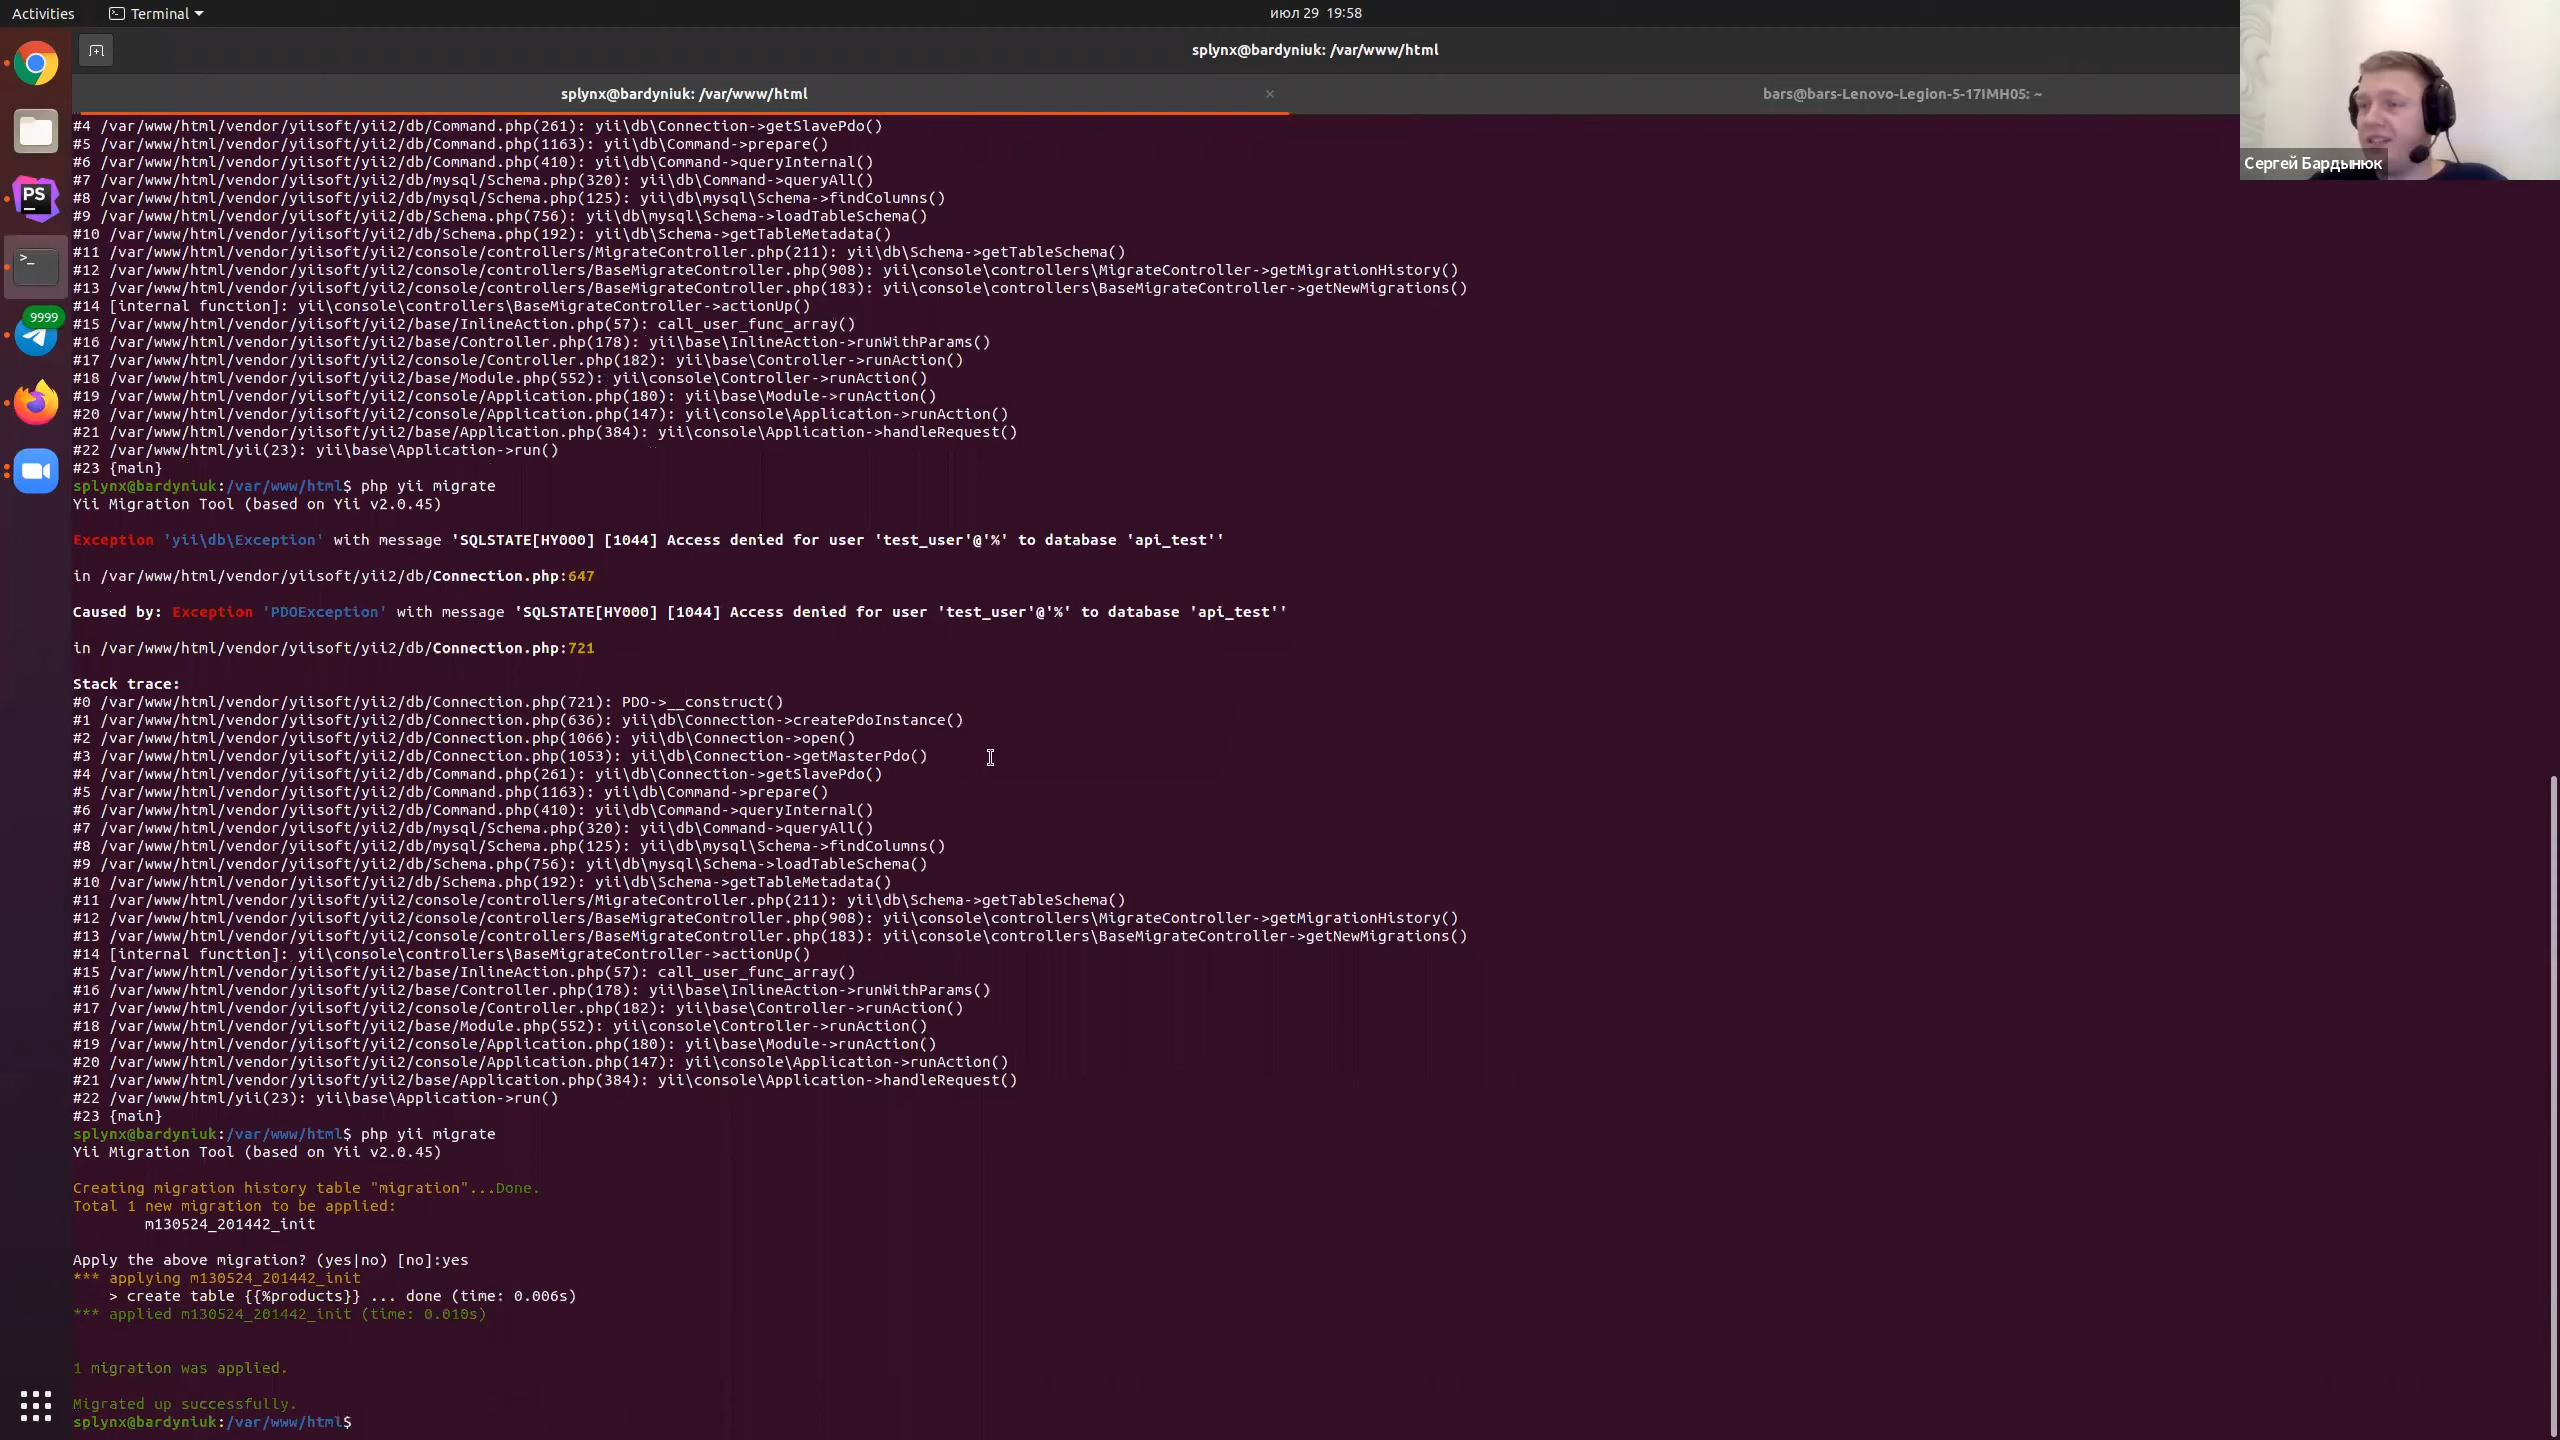 Activities
Terminal
июл 29 19:58
splynx@bardyniuk: /var/www/html
splynx@bardyniuk: /var/www/html
bars@bars-Lenovo-Legion-5-17IMH05: ~
Сергей Бардынюк
9999
PS
#4 /var/www/html/vendor/yiisoft/yii2/db/Command.php(261): yii\db\Connection->getSlavePdo()
#5 /var/www/html/vendor/yiisoft/yii2/db/Command.php(1163): yii\db\Command->prepare()
#6 /var/www/html/vendor/yiisoft/yii2/db/Command.php(410): yii\db\Command->queryInternal()
#7 /var/www/html/vendor/yiisoft/yii2/db/mysql/Schema.php(320): yii\db\Command->queryAll()
#8 /var/www/html/vendor/yiisoft/yii2/db/mysql/Schema.php(125): yii\db\mysql\Schema->findColumns()
#9 /var/www/html/vendor/yiisoft/yii2/db/Schema.php(756): yii\db\mysql\Schema->loadTableSchema()
#10 /var/www/html/vendor/yiisoft/yii2/db/Schema.php(192): yii\db\Schema->getTableMetadata()
#11 /var/www/html/vendor/yiisoft/yii2/console/controllers/MigrateController.php(211): yii\db\Schema->getTableSchema()
#12 /var/www/html/vendor/yiisoft/yii2/console/controllers/BaseMigrateController.php(908): yii\console\controllers\MigrateController->getMigrationHistory()
#13 /var/www/html/vendor/yiisoft/yii2/console/controllers/BaseMigrateController.php(183): yii\console\controllers\BaseMigrateController->getNewMigrations()
#14 [internal function]: yii\console\controllers\BaseMigrateController->actionUp()
#15 /var/www/html/vendor/yiisoft/yii2/base/InlineAction.php(57): call_user_func_array()
#16 /var/www/html/vendor/yiisoft/yii2/base/Controller.php(178): yii\base\InlineAction->runWithParams()
#17 /var/www/html/vendor/yiisoft/yii2/console/Controller.php(182): yii\base\Controller->runAction()
#18 /var/www/html/vendor/yiisoft/yii2/base/Module.php(552): yii\console\Controller->runAction()
#19 /var/www/html/vendor/yiisoft/yii2/console/Application.php(180): yii\base\Module->runAction()
#20 /var/www/html/vendor/yiisoft/yii2/console/Application.php(147): yii\console\Application->runAction()
#21 /var/www/html/vendor/yiisoft/yii2/base/Application.php(384): yii\console\Application->handleRequest()
#22 /var/www/html/yii(23): yii\base\Application->run()
#23 {main}
splynx@bardyniuk:/var/www/html$ php yii migrate
Yii Migration Tool (based on Yii v2.0.45)
Exception 'yii\db\Exception' with message 'SQLSTATE[HY000] [1044] Access denied for user 'test_user'@'%' to database 'api_test''
in /var/www/html/vendor/yiisoft/yii2/db/Connection.php:647
Caused by: Exception 'PDOException' with message 'SQLSTATE[HY000] [1044] Access denied for user 'test_user'@'%' to database 'api_test''
in /var/www/html/vendor/yiisoft/yii2/db/Connection.php:721
Stack trace:
#0 /var/www/html/vendor/yiisoft/yii2/db/Connection.php(721): PDO->__construct()
#1 /var/www/html/vendor/yiisoft/yii2/db/Connection.php(636): yii\db\Connection->createPdoInstance()
#2 /var/www/html/vendor/yiisoft/yii2/db/Connection.php(1066): yii\db\Connection->open()
#3 /var/www/html/vendor/yiisoft/yii2/db/Connection.php(1053): yii\db\Connection->getMasterPdo()
#4 /var/www/html/vendor/yiisoft/yii2/db/Command.php(261): yii\db\Connection->getSlavePdo()
#5 /var/www/html/vendor/yiisoft/yii2/db/Command.php(1163): yii\db\Command->prepare()
#6 /var/www/html/vendor/yiisoft/yii2/db/Command.php(410): yii\db\Command->queryInternal()
#7 /var/www/html/vendor/yiisoft/yii2/db/mysql/Schema.php(320): yii\db\Command->queryAll()
#8 /var/www/html/vendor/yiisoft/yii2/db/mysql/Schema.php(125): yii\db\mysql\Schema->findColumns()
#9 /var/www/html/vendor/yiisoft/yii2/db/Schema.php(756): yii\db\mysql\Schema->loadTableSchema()
#10 /var/www/html/vendor/yiisoft/yii2/db/Schema.php(192): yii\db\Schema->getTableMetadata()
#11 /var/www/html/vendor/yiisoft/yii2/console/controllers/MigrateController.php(211): yii\db\Schema->getTableSchema()
#12 /var/www/html/vendor/yiisoft/yii2/console/controllers/BaseMigrateController.php(908): yii\console\controllers\MigrateController->getMigrationHistory()
#13 /var/www/html/vendor/yiisoft/yii2/console/controllers/BaseMigrateController.php(183): yii\console\controllers\BaseMigrateController->getNewMigrations()
#14 [internal function]: yii\console\controllers\BaseMigrateController->actionUp()
#15 /var/www/html/vendor/yiisoft/yii2/base/InlineAction.php(57): call_user_func_array()
#16 /var/www/html/vendor/yiisoft/yii2/base/Controller.php(178): yii\base\InlineAction->runWithParams()
#17 /var/www/html/vendor/yiisoft/yii2/console/Controller.php(182): yii\base\Controller->runAction()
#18 /var/www/html/vendor/yiisoft/yii2/base/Module.php(552): yii\console\Controller->runAction()
#19 /var/www/html/vendor/yiisoft/yii2/console/Application.php(180): yii\base\Module->runAction()
#20 /var/www/html/vendor/yiisoft/yii2/console/Application.php(147): yii\console\Application->runAction()
#21 /var/www/html/vendor/yiisoft/yii2/base/Application.php(384): yii\console\Application->handleRequest()
#22 /var/www/html/yii(23): yii\base\Application->run()
#23 {main}
splynx@bardyniuk:/var/www/html$ php yii migrate
Yii Migration Tool (based on Yii v2.0.45)
Creating migration history table "migration"...Done.
Total 1 new migration to be applied:
m130524_201442_init
Apply the above migration? (yes|no) [no]:yes
*** applying m130524_201442_init
> create table {{%products}} ... done (time: 0.006s)
*** applied m130524_201442_init (time: 0.010s)
1 migration was applied.
Migrated up successfully.
splynx@bardyniuk:/var/www/html$